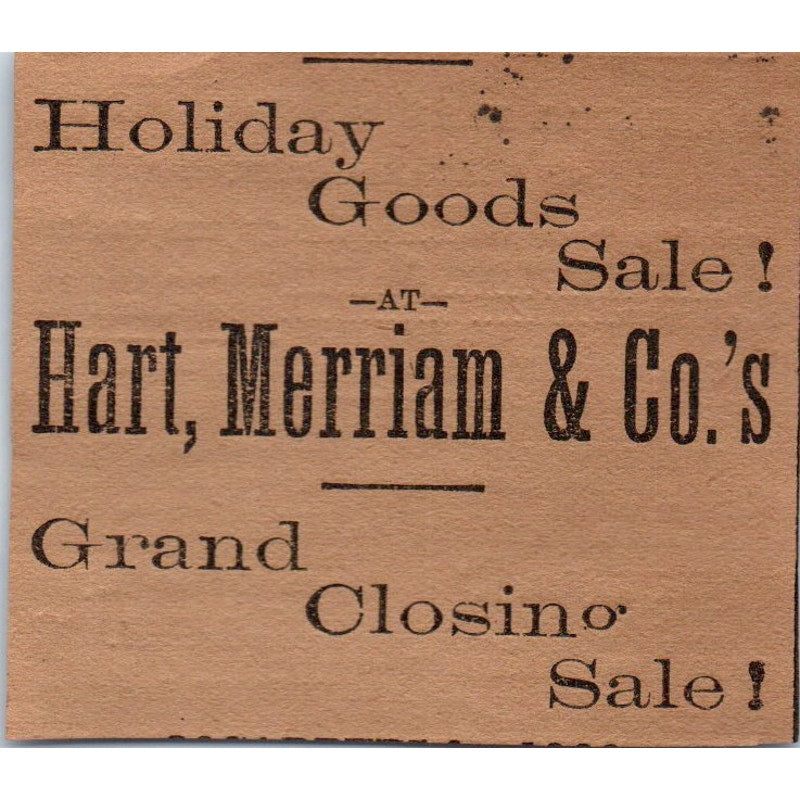 Holiday
Goods
Sale!
—AT—
Hart, Merriam & Co.'s
Grand
Closing
Sale!